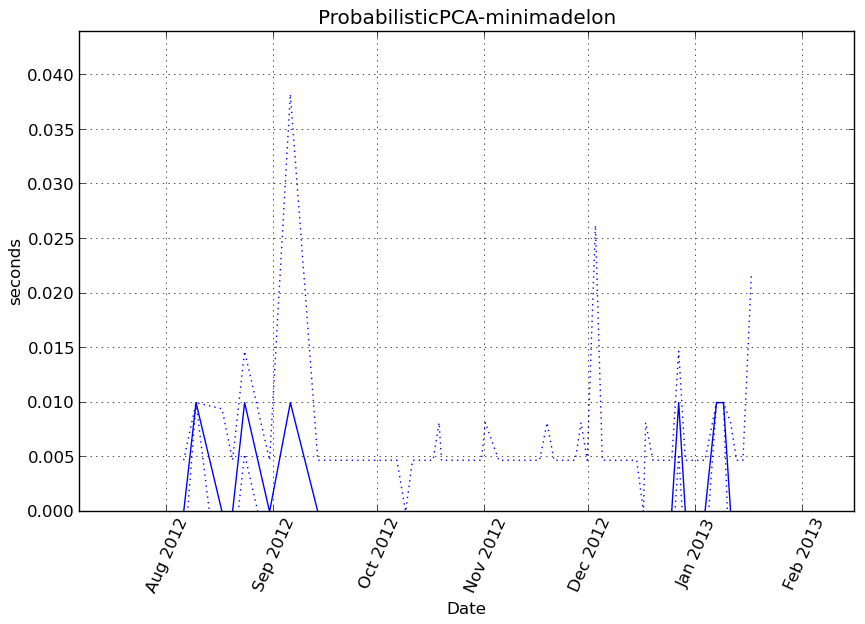 ProbabilisticPCA-minimadelon
0.040
0.035
0.030
0.025
0.020
0.015
0.010
0.005
0.000
seconds
Aug 2012
Sep 2012
Oct 2012
Nov 2012
Dec 2012
Jan 2013
Feb 2013
Date